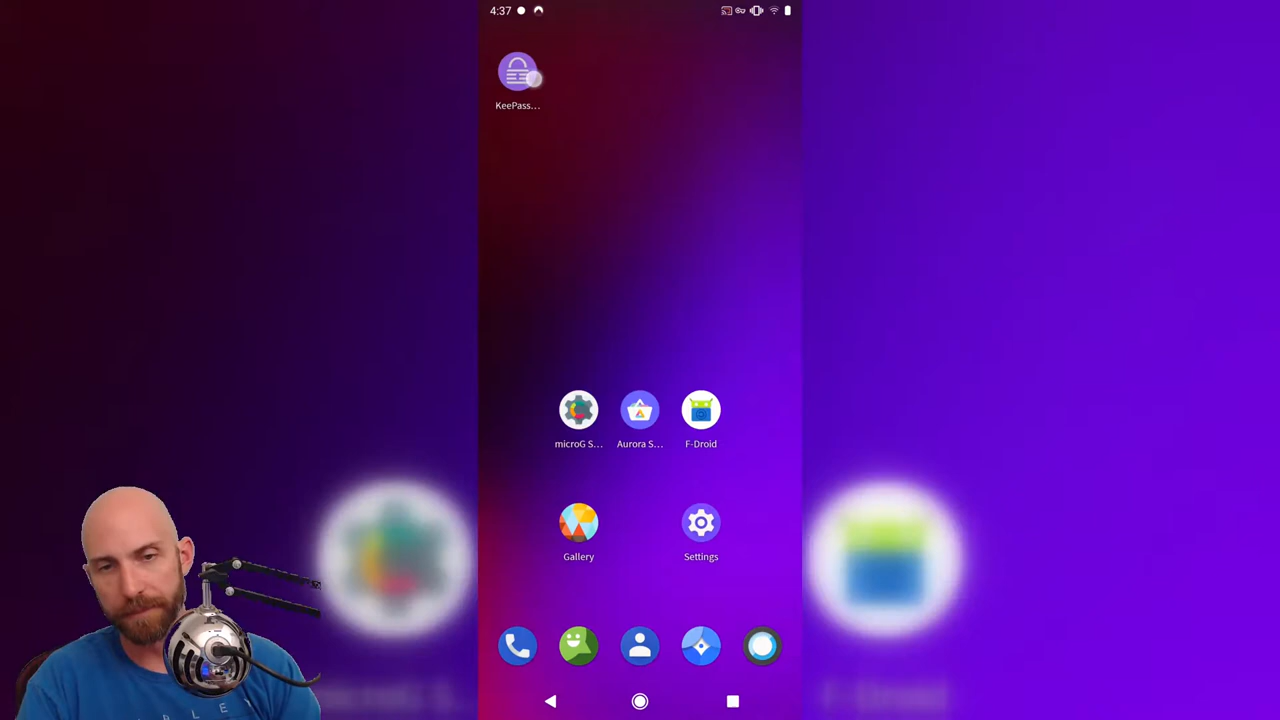 4:37
KeePass...
microG S...
Aurora S...
F-Droid
Gallery
Settings